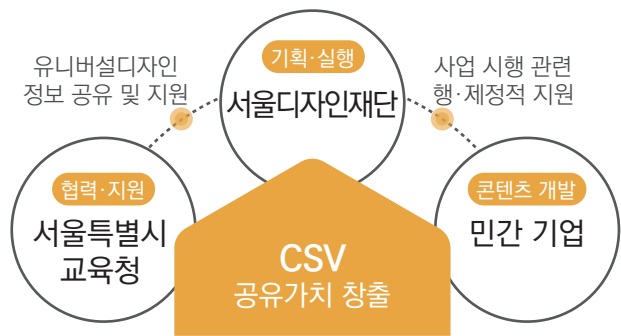 유니버설디자인
정보 공유 및 지원
기획·실행
서울디자인재단
사업 시행 관련
행·제정적 지원
협력·지원
서울특별시
교육청
콘텐츠 개발
민간 기업
CSV
공유가치 창출